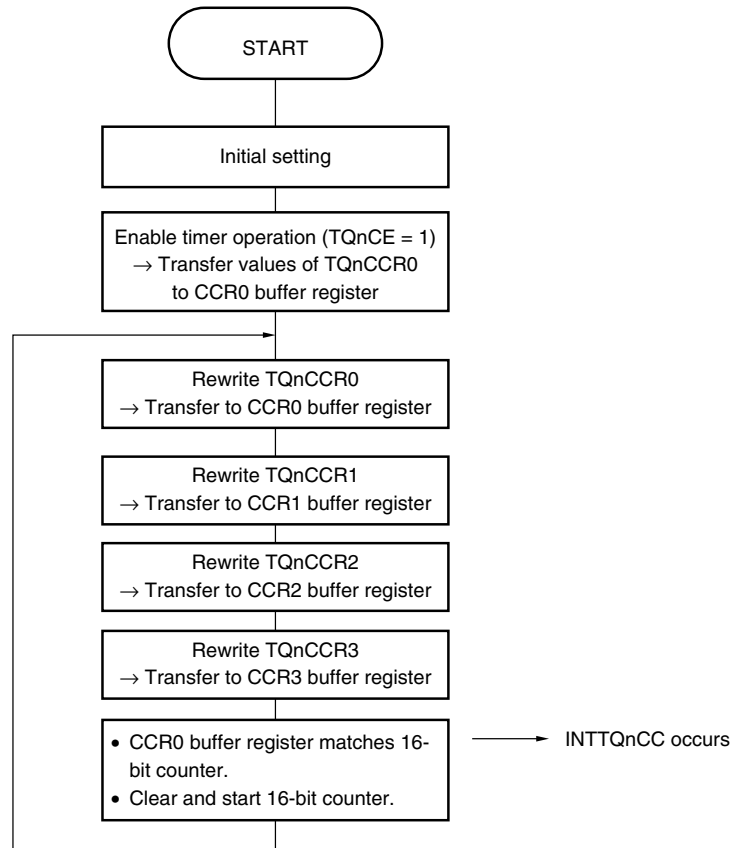 START
Initial setting
Enable timer operation (TQnCE = 1)
→ Transfer values of TQnCCR0
to CCR0 buffer register
Rewrite TQnCCR0
→ Transfer to CCR0 buffer register
Rewrite TQnCCR1
→ Transfer to CCR1 buffer register
Rewrite TQnCCR2
→ Transfer to CCR2 buffer register
Rewrite TQnCCR3
→ Transfer to CCR3 buffer register
• CCR0 buffer register matches 16-
bit counter.
• Clear and start 16-bit counter.
INTTQnCC occurs